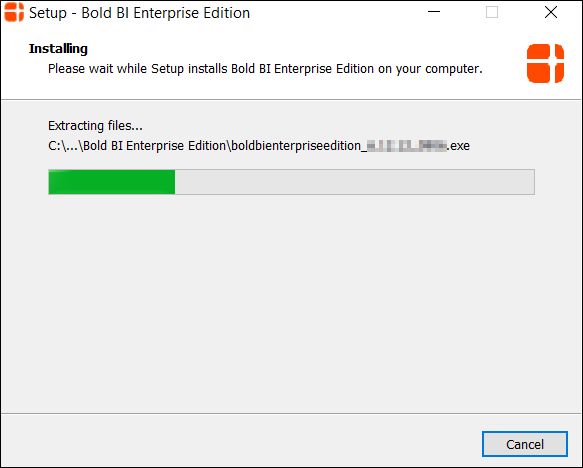 Setup - Bold BI Enterprise Edition
Installing
Please wait while Setup installs Bold BI Enterprise Edition on your computer.
Extracting files...
C:\...\Bold BI Enterprise Edition\boldbienterpriseedition_.exe
Cancel